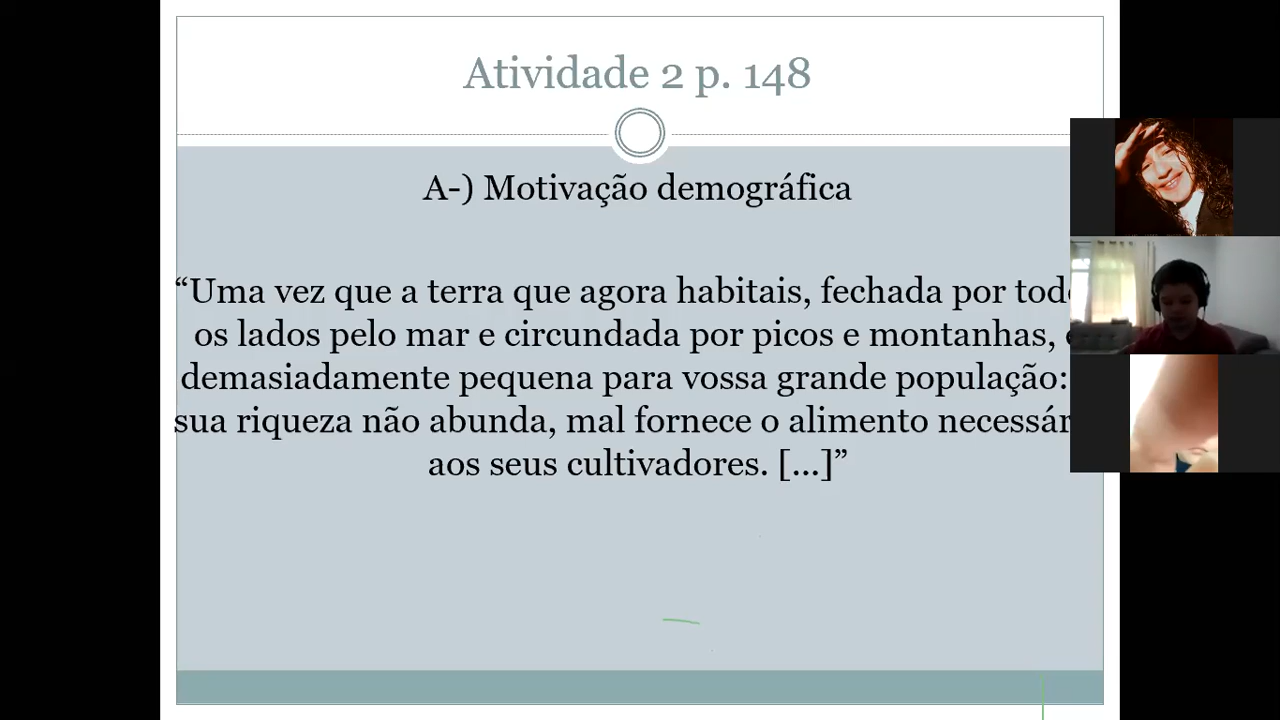 Atividade 2 p. 148
A-) Motivação demográfica
“Uma vez que a terra que agora habitais, fechada por
os lados pelo mar e circundada por picos e montanhas,
demasiadamente pequena para vossa grande população:
sua riqueza não abunda, mal fornece o alimento
aos seus cultivadores. [...]”